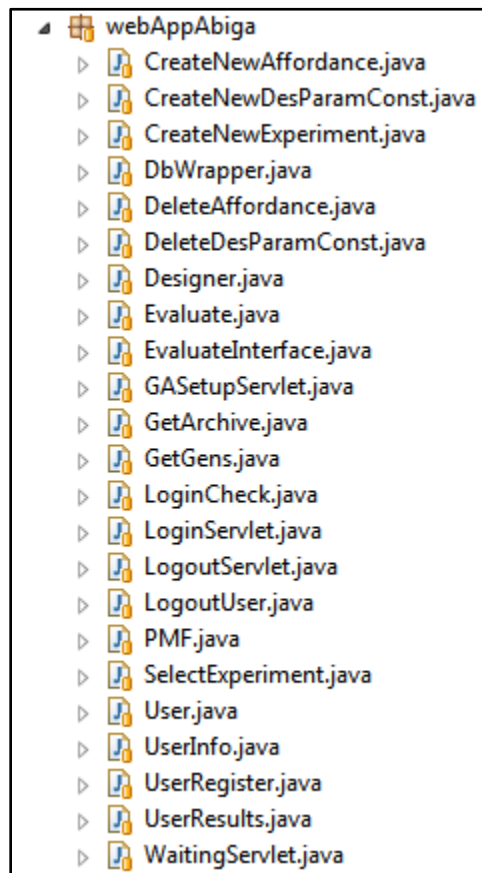 webAppAbiga
CreateNewAffordance.java
CreateNewDesParamConst.java
CreateNewExperiment.java
DbWrapper.java
DeleteAffordance.java
DeleteDesParamConst.java
Designer.java
Evaluate.java
EvaluateInterface.java
GASetupServlet.java
GetArchive.java
GetGens.java
LoginCheck.java
LoginServlet.java
LogoutServlet.java
LogoutUser.java
PMF.java
SelectExperiment.java
User.java
UserInfo.java
UserRegister.java
UserResults.java
WaitingServlet.java